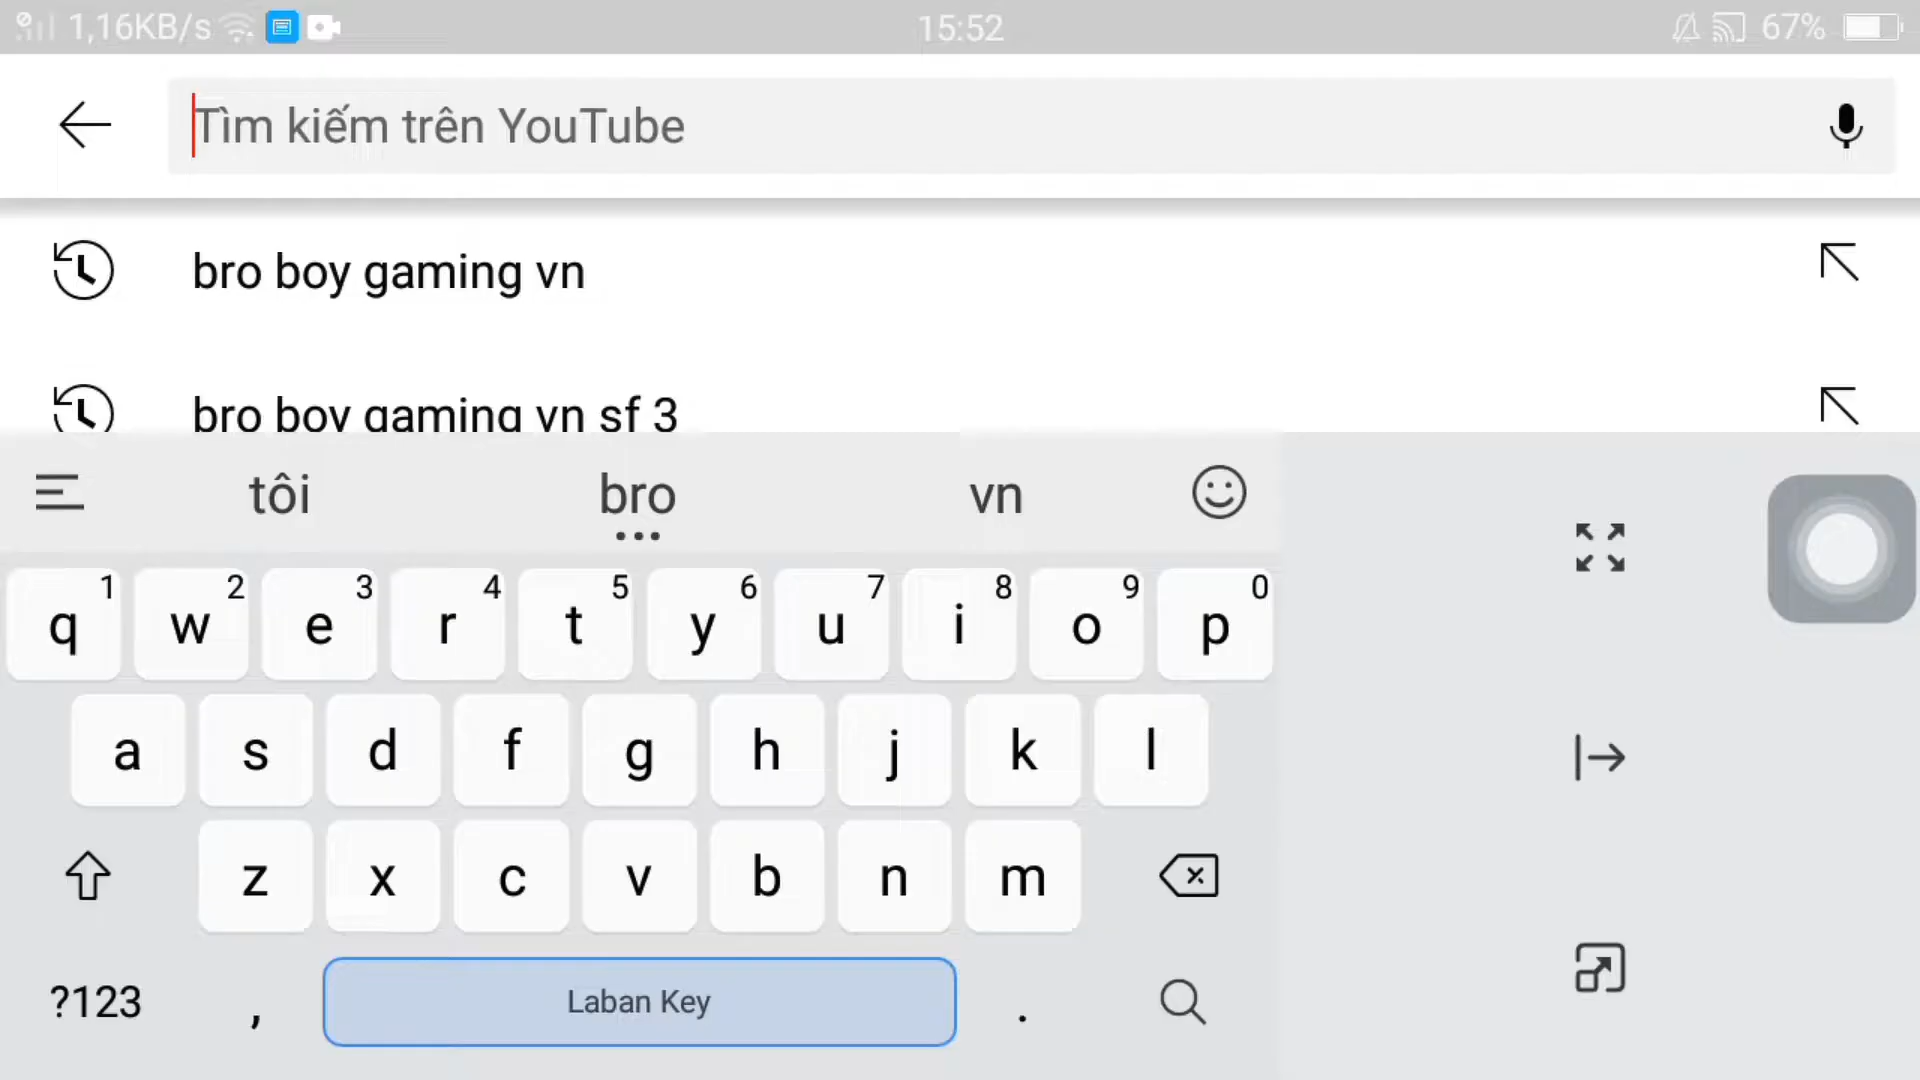 1,16KB/s 15:52 67%
Tìm kiếm trên YouTube
bro boy gaming vn
bro boy gaming vn sf 3
tôi bro vn
1 2 3 4 5 6 7 8 9 0
q w e r t y u i o p
a s d f g h j k l
z x c v b n m
?123 , Laban Key .